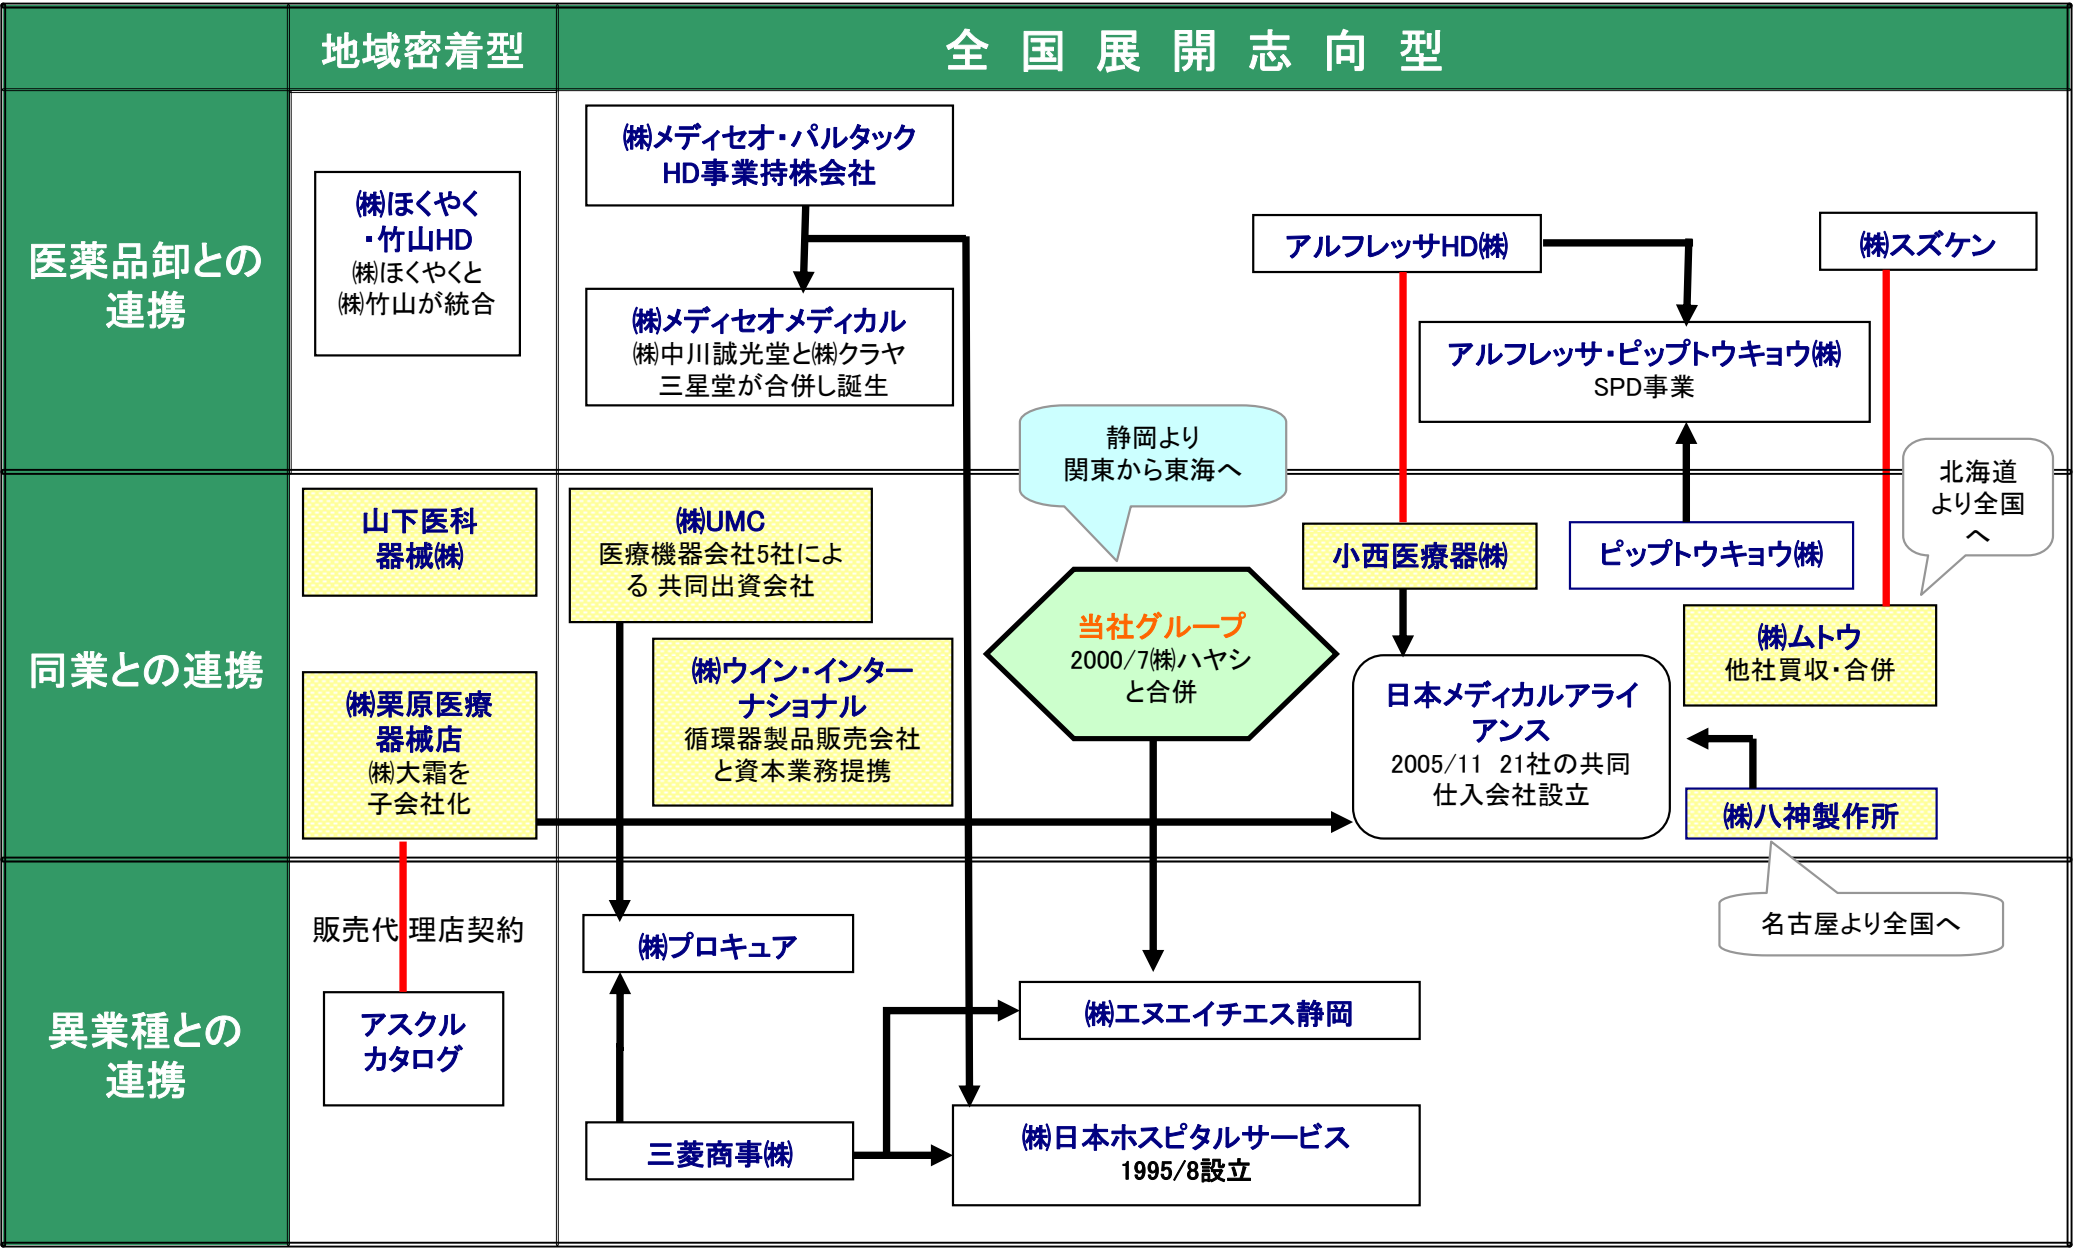 地域密着型
全国展開志向型
医薬品卸との
連携
㈱ほくやく
・竹山HD
㈱ほくやくと
㈱竹山が統合
㈱メディセオ・パルタック
HD事業持株会社
㈱メディセオメディカル
㈱中川誠光堂と㈱クラヤ
三星堂が合併し誕生
アルフレッサHD㈱
㈱スズケン
アルフレッサ・ピップトウキョウ㈱
SPD事業
静岡より
関東から東海へ
北海道
より全国
へ
同業との連携
山下医科
器械㈱
㈱UMC
医療機器会社5社によ
る 共同出資会社
小西医療器㈱
ピップトウキョウ㈱
当社グループ
2000/7㈱ハヤシ
と合併
㈱ムトウ
他社買収・合併
㈱ウイン・インター
ナショナル
循環器製品販売会社
と資本業務提携
㈱栗原医療
器械店
㈱大霜を
子会社化
日本メディカルアライ
アンス
2005/11 21社の共同
仕入会社設立
㈱八神製作所
名古屋より全国へ
異業種との
連携
販売代理店契約
アスクル
カタログ
㈱プロキュア
㈱エヌエイチエス静岡
三菱商事㈱
㈱日本ホスピタルサービス
1995/8設立